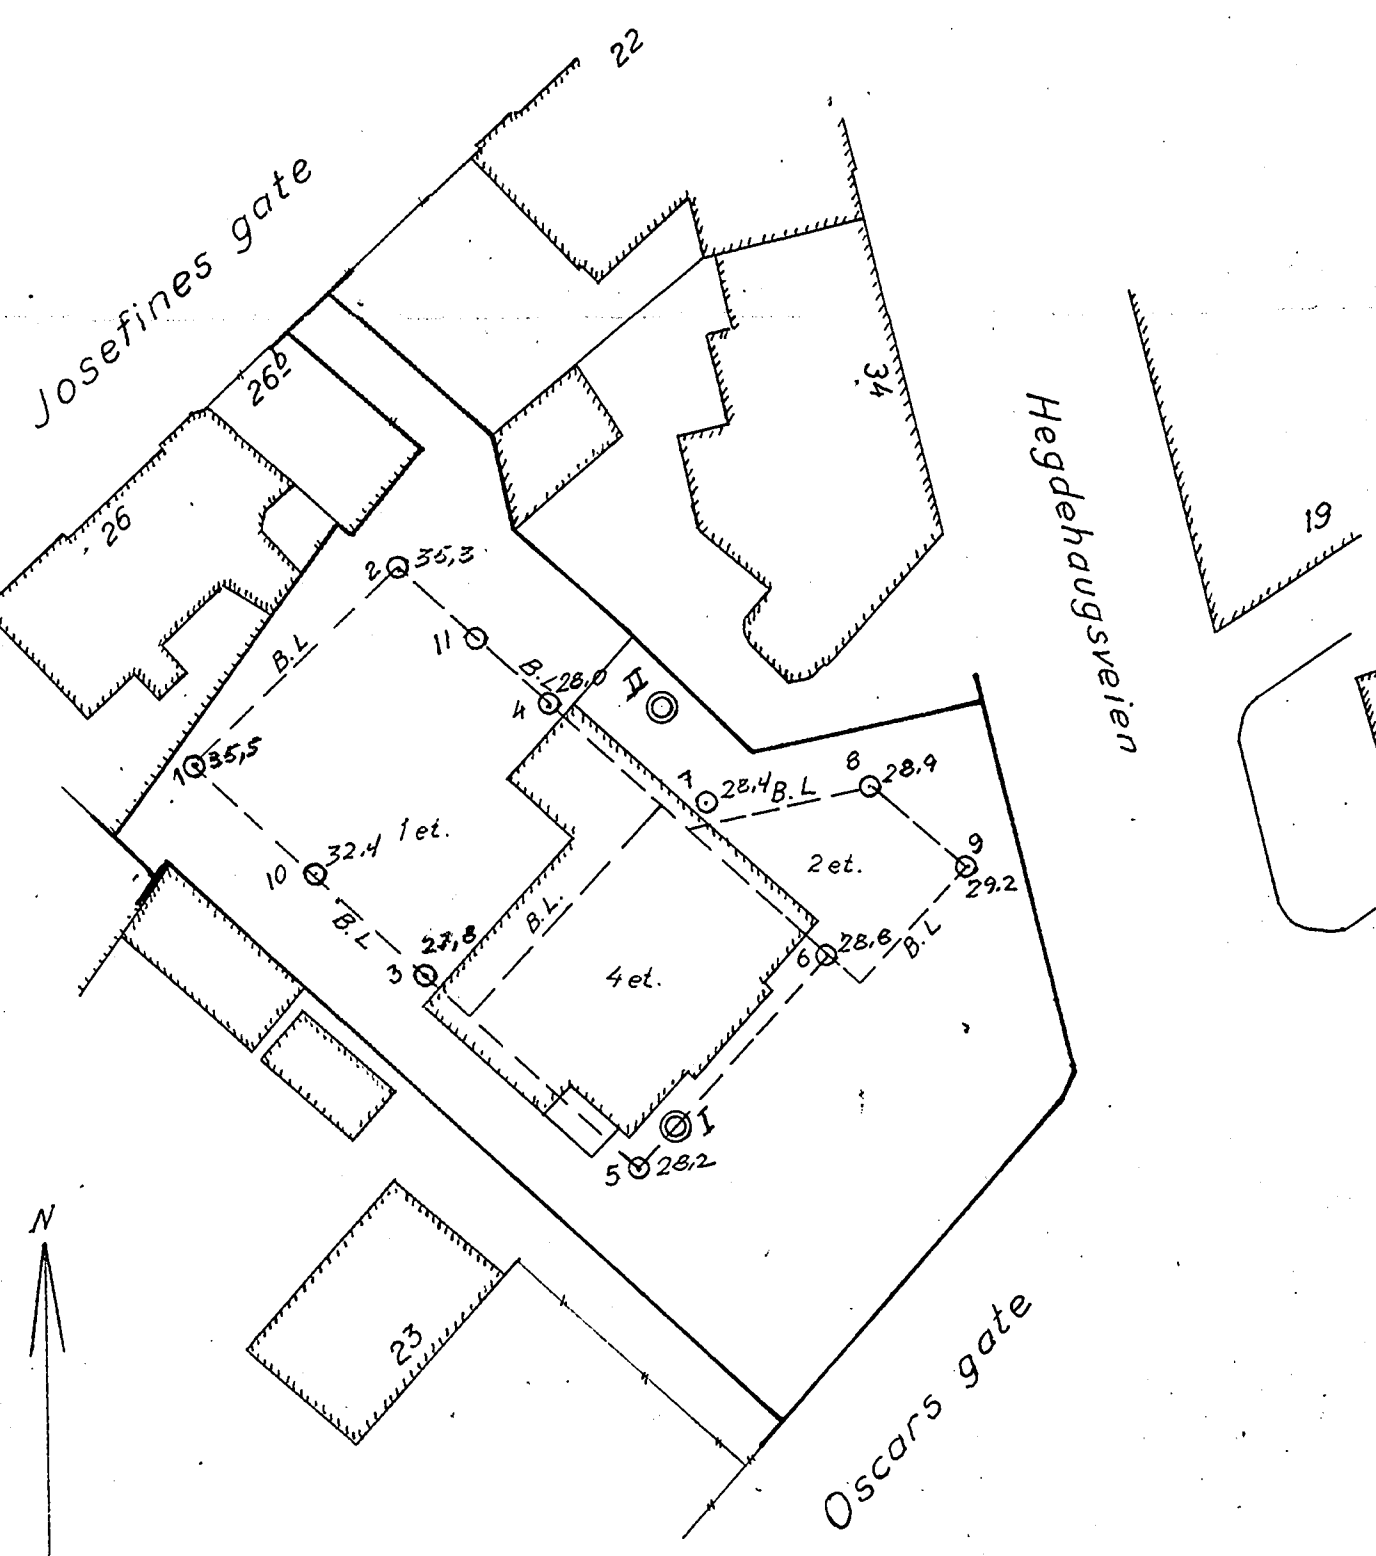 22
Josefines gate
26b
34
Hegdehaugsveien
19
26
2 35,3
11
B.L
B.L
28,0
II
4
1 35,5
7 28,4
B.L
8 28,9
1 et.
32.4
10
2 et.
9
29.2
B.L
B.L.
27,8
3
4 et.
6 28,8
B.L
I
5 28,2
N
23
Oscars gate